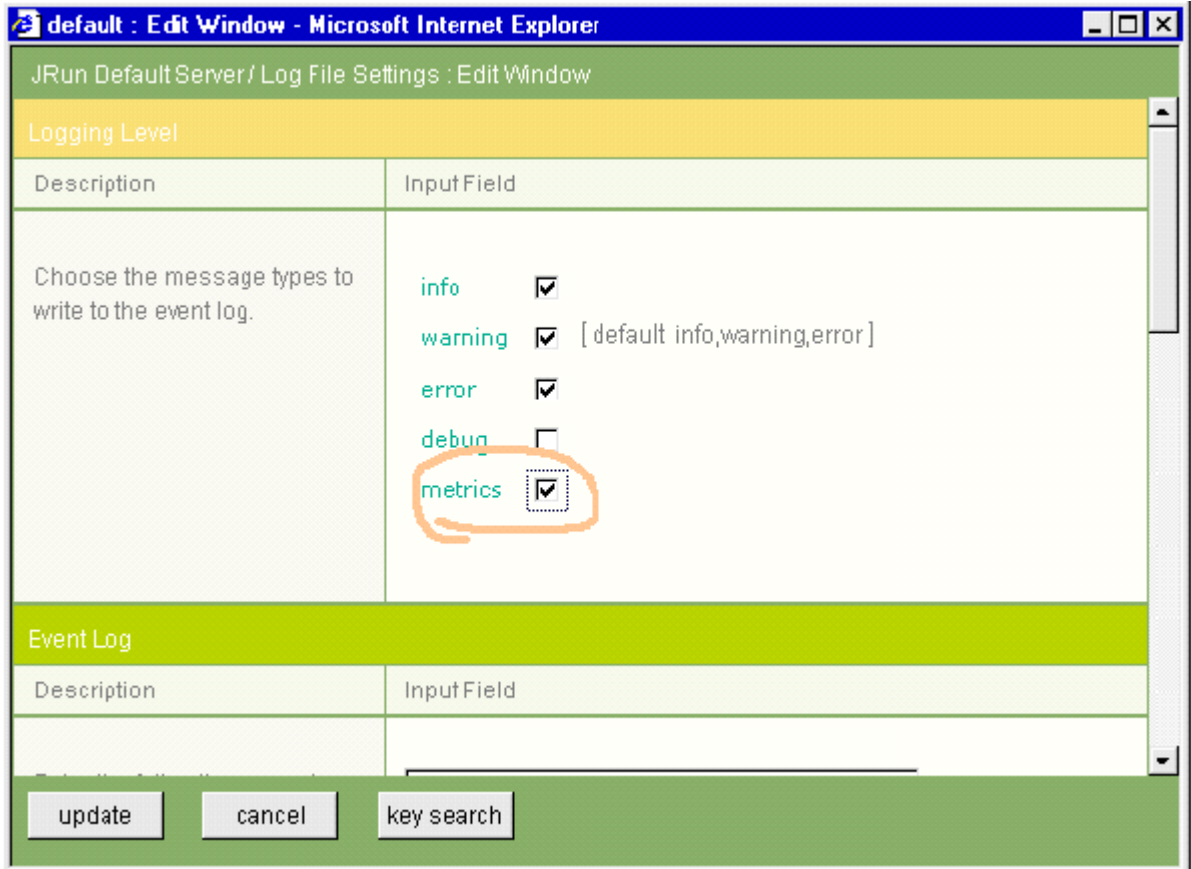 default : Edit Window - Microsoft Internet Explorer
JRun Default Server / Log File Settings : Edit Window
Logging Level
Description Input Field
Choose the message types to
write to the event log.
info
warning [ default info,warning,error ]
error
debug
metrics
Event Log
Description Input Field
update cancel key search